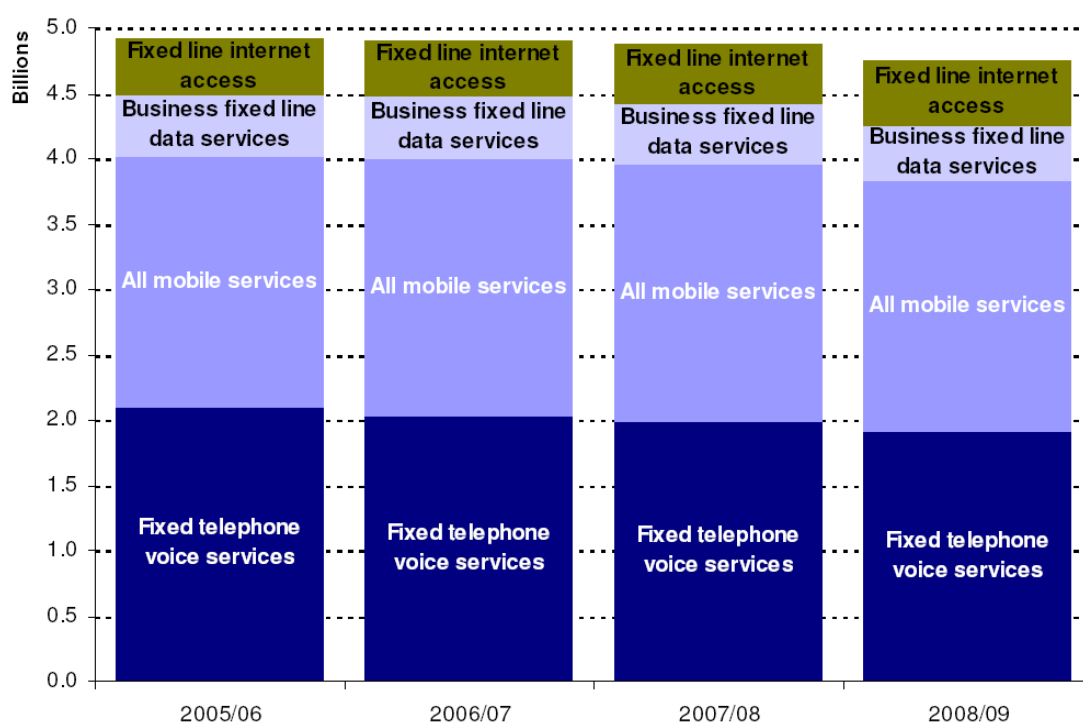 Billions
5.0
4.5
4.0
3.5
3.0
2.5
2.0
1.5
1.0
0.5
0.0
Fixed line internet
access
Business fixed line
data services
All mobile services
Fixed telephone
voice services
Fixed line internet
access
Business fixed line
data services
All mobile services
Fixed telephone
voice services
Fixed line internet
access
Business fixed line
data services
All mobile services
Fixed telephone
voice services
Fixed line internet
access
Business fixed line
data services
All mobile services
Fixed telephone
voice services
2005/06
2006/07
2007/08
2008/09